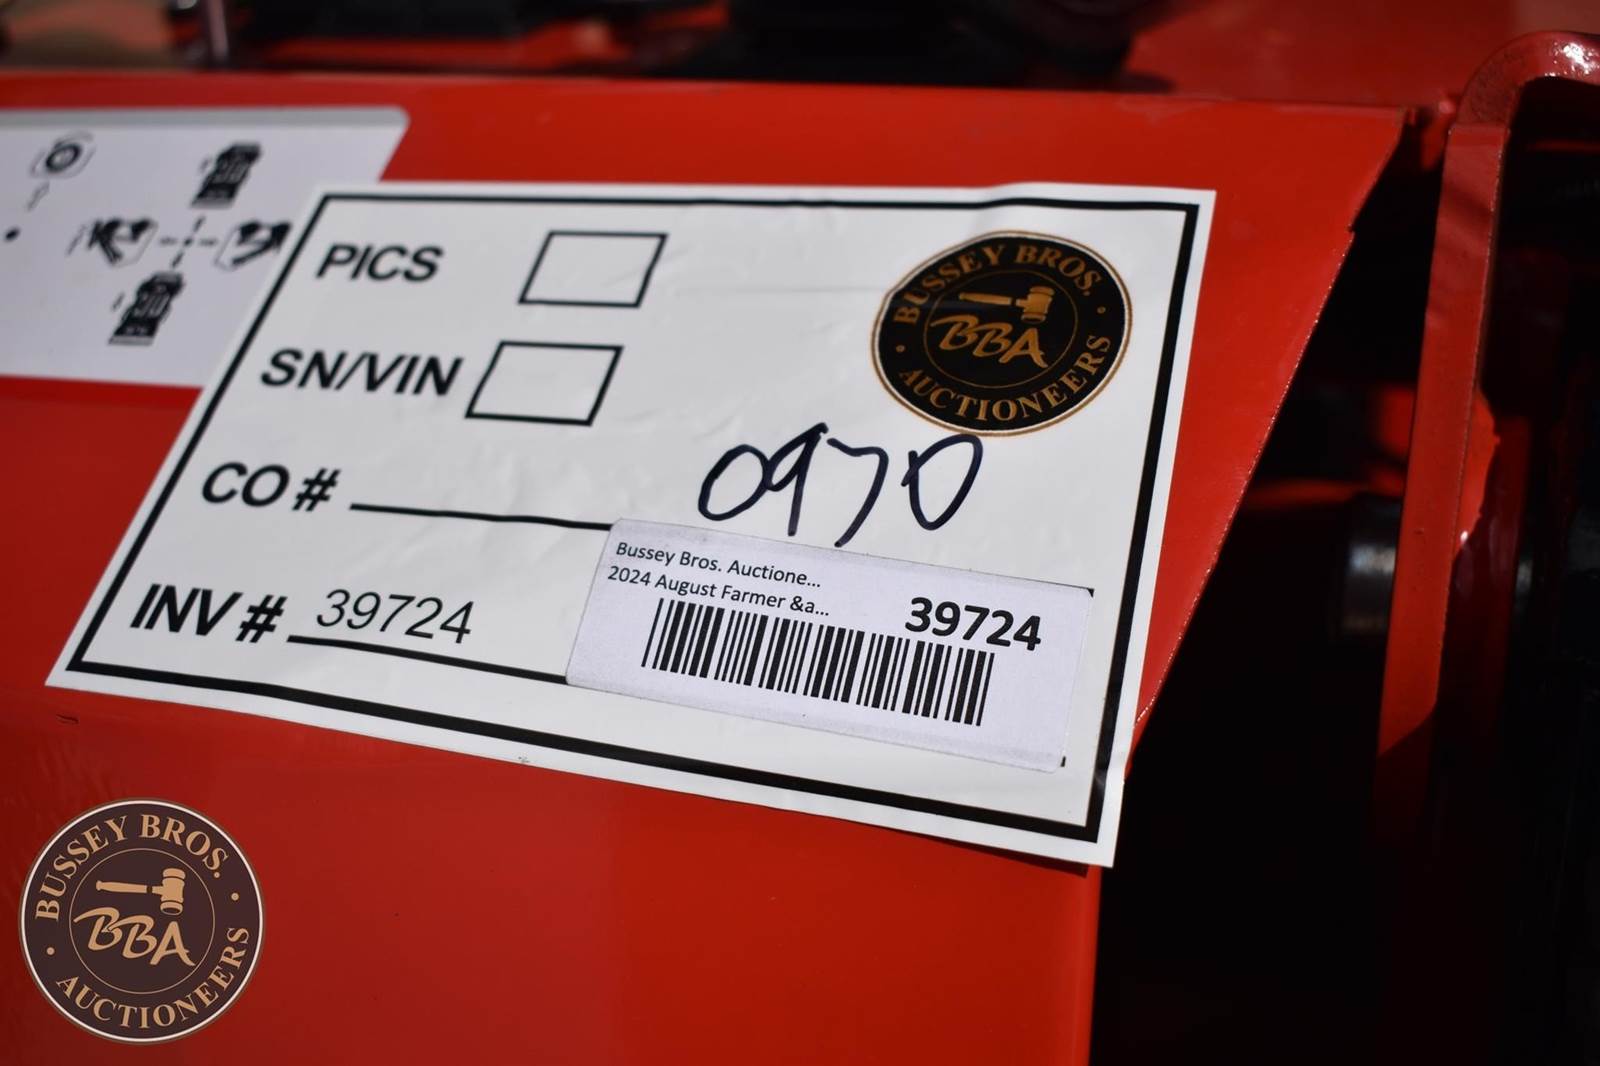 PICS
SN/VIN
BUSSEY BROS.
BBA
AUCTIONEERS
CO #
0970
Bussey Bros. Auctione...
2024 August Farmer &a...
39724
INV # 39724
BUSSEY BROS.
BBA
AUCTIONEERS